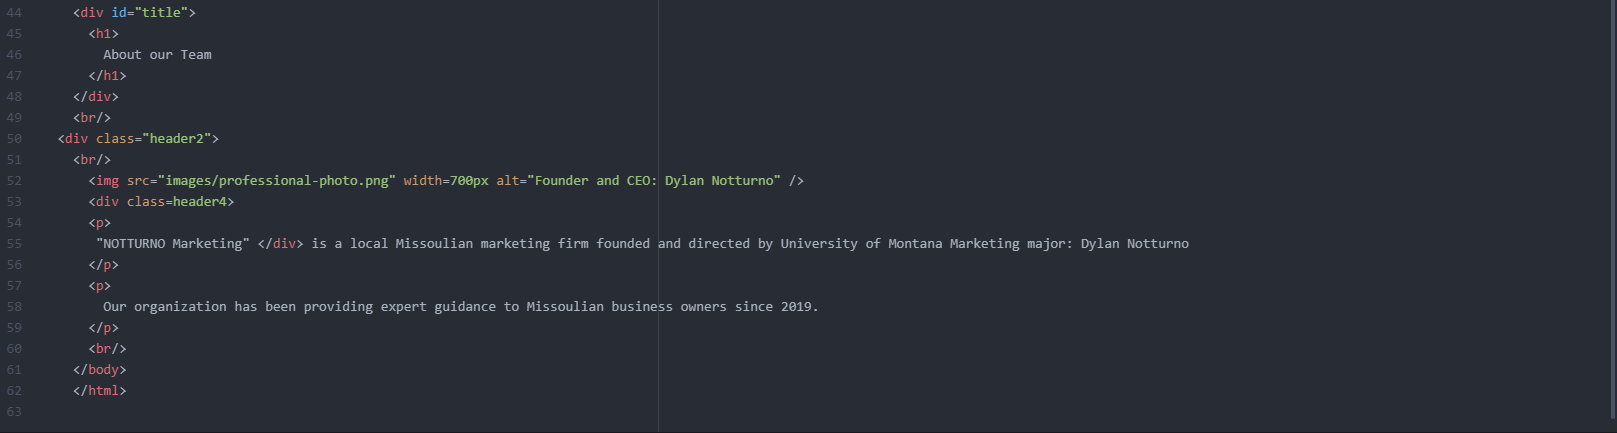 44 <div id="title">
45 <h1>
46 About our Team
47 </h1>
48 </div>
49 <br/>
50 <div class="header2">
51 <br/>
52 <img src="images/professional-photo.png" width=700px alt="Founder and CEO: Dylan Notturno" />
53 <div class=header4>
54 <p>
55 "NOTTURNO Marketing" </div> is a local Missoulian marketing firm founded and directed by University of Montana Marketing major: Dylan Notturno
56 </p>
57 <p>
58 Our organization has been providing expert guidance to Missoulian business owners since 2019.
59 </p>
60 <br/>
61 </body>
62 </html>
63